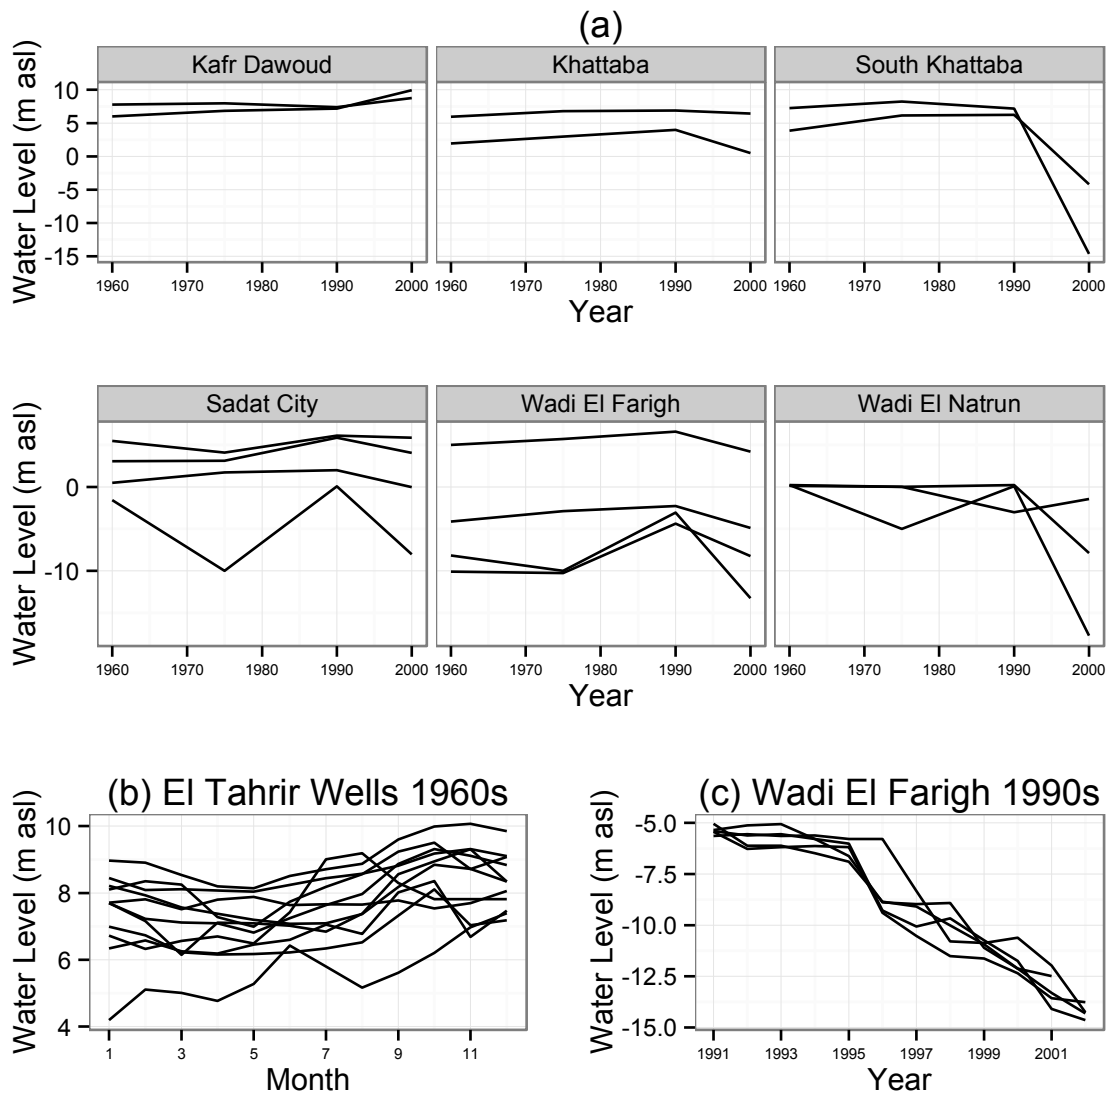 (a)
Kafr Dawoud Khattaba South Khattaba
Water Level (m asl)
10
5
0
-5
-10
-15
1960 1970 1980 1990 2000 1960 1970 1980 1990 2000 1960 1970 1980 1990 2000
Year
Sadat City Wadi El Farigh Wadi El Natrun
Water Level (m asl)
0
-10
1960 1970 1980 1990 2000 1960 1970 1980 1990 2000 1960 1970 1980 1990 2000
Year
(b) El Tahrir Wells 1960s
Water Level (m asl)
10
8
6
4
1 3 5 7 9 11
Month
(c) Wadi El Farigh 1990s
Water Level (m asl)
-5.0
-7.5
-10.0
-12.5
-15.0
1991 1993 1995 1997 1999 2001
Year